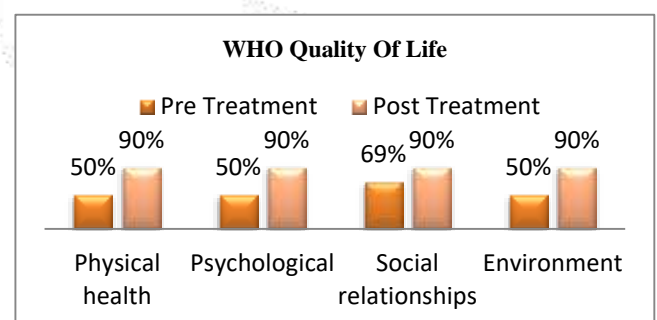 WHO Quality Of Life
Pre Treatment Post Treatment
90% 90% 90% 90%
50% 50% 69% 50%
Physical health Psychological Social relationships Environment